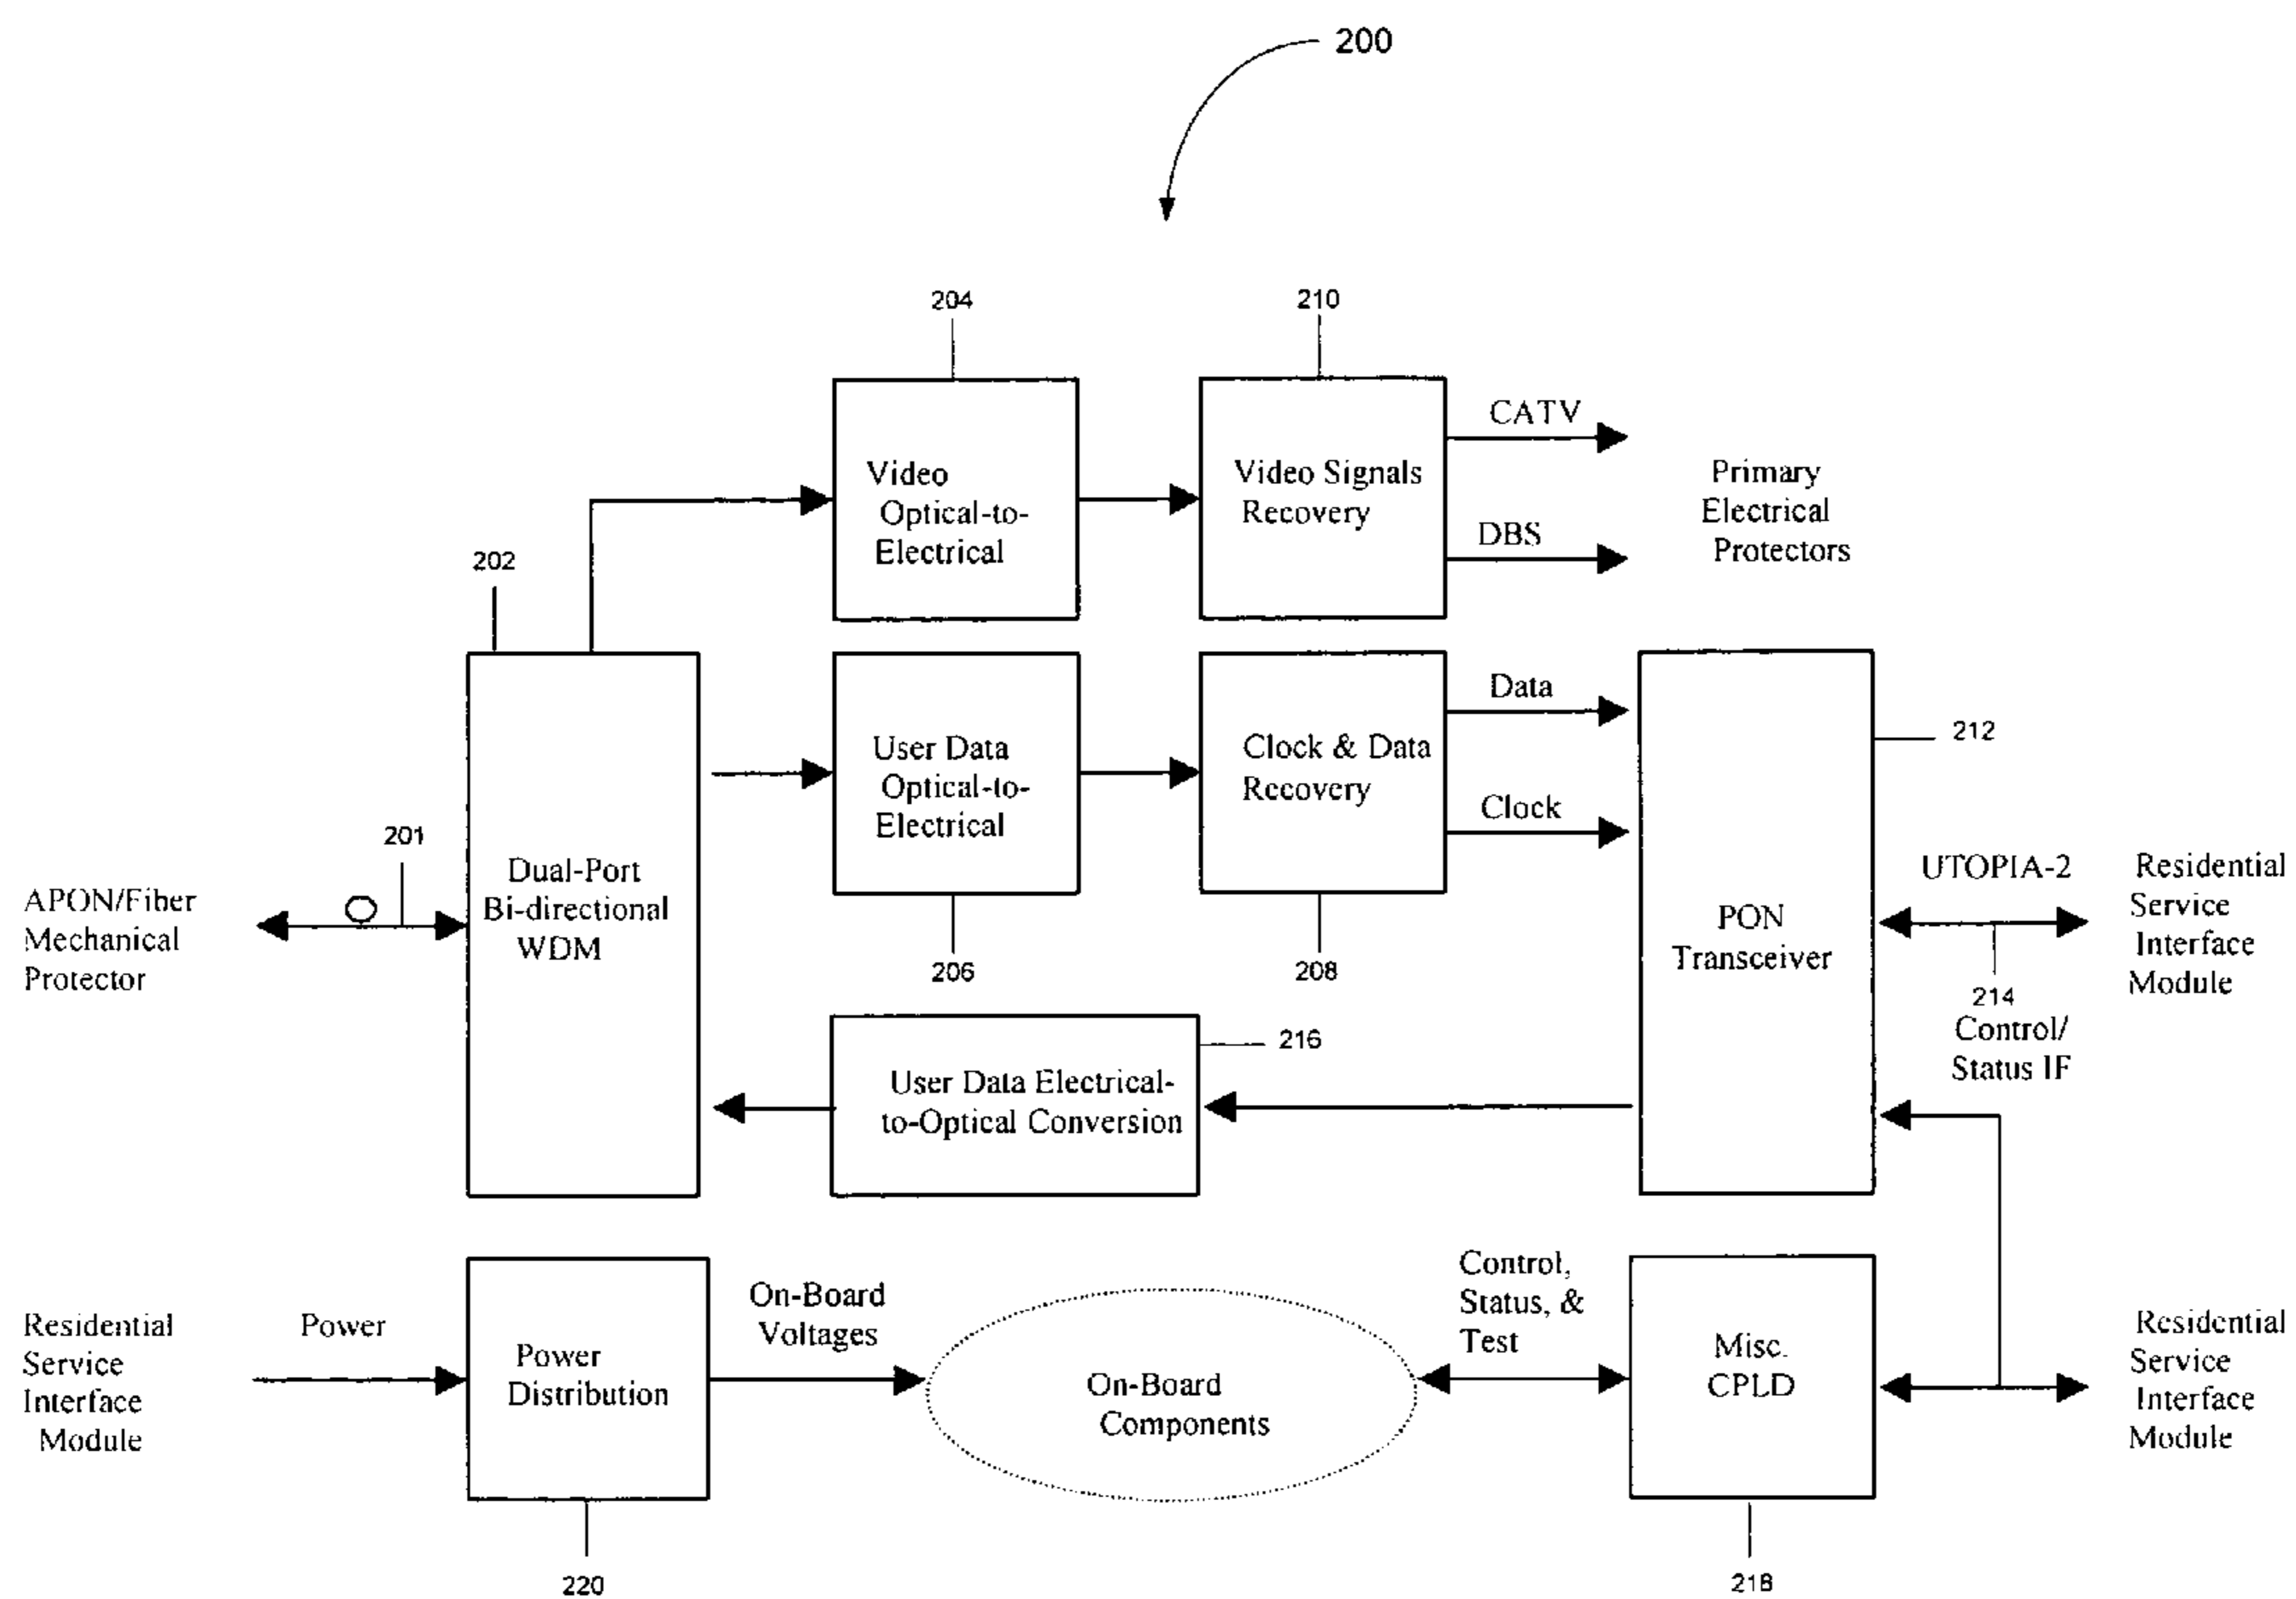 200
204
210
CATV
Video
Optical-to-
Electrical
Video Signals
Recovery
Primary
Electrical
Protectors
DBS
202
Data
212
User Data
Optical-to-
Electrical
Clock & Data
Recovery
Clock
201
APON/Fiber
Mechanical
Protector
Dual-Port
Bi-directional
WDM
206
208
PON
Transceiver
UTOPIA-2
214
Control/
Status IF
Residential
Service
Interface
Module
216
User Data Electrical-
to-Optical Conversion
Residential
Service
Interface
Module
Power
Power
Distribution
On-Board
Voltages
On-Board
Components
Control,
Status, &
Test
Misc.
CPLD
Residential
Service
Interface
Module
220
218